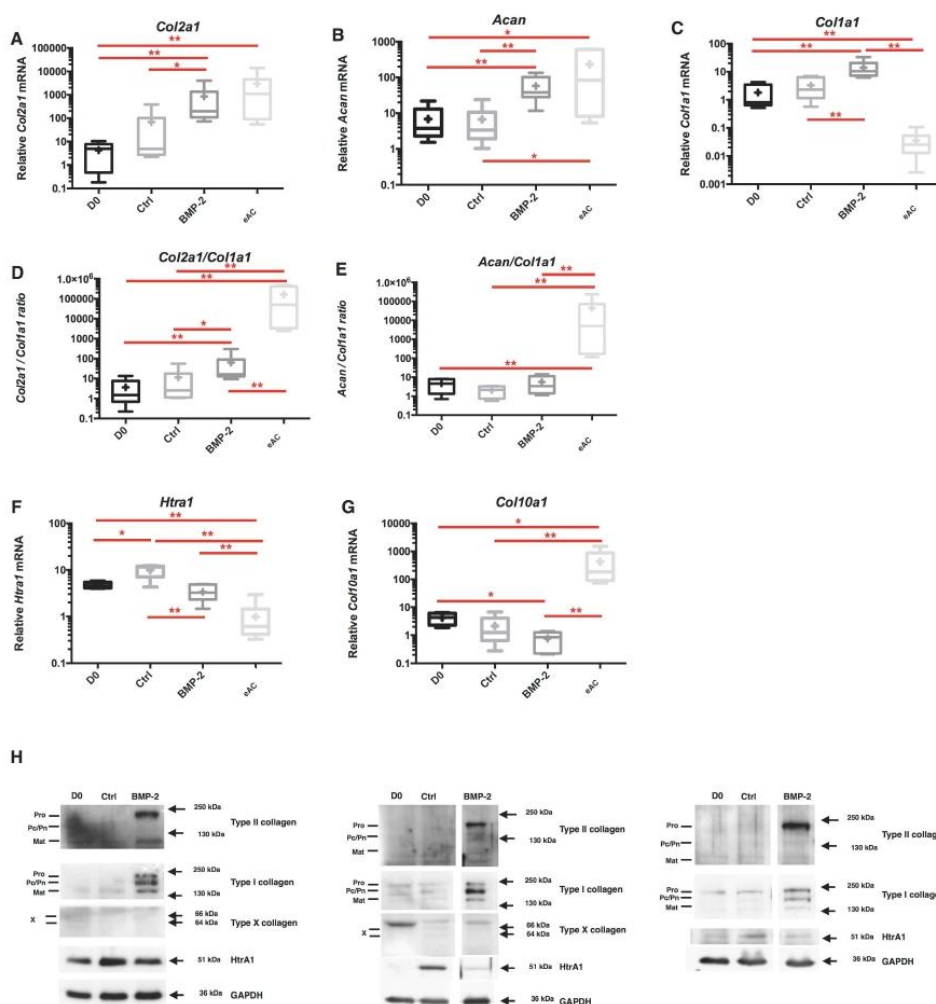 A
Col2a1
Relative Col2a1 mRNA
100000
10000
1000
100
10
1
0.1
**
**
*
D0
Ctrl
BMP-2
eAC
B
Acan
Relative Acan mRNA
1000
100
10
1
0.1
*
**
**
*
D0
Ctrl
BMP-2
eAC
C
Col1a1
Relative Col1a1 mRNA
100
10
1
0.1
0.01
0.001
**
**
**
**
D0
Ctrl
BMP-2
eAC
D
Col2a1/Col1a1
Col2a1 / Col1a1 ratio
1.0×10⁶
100000
10000
1000
100
10
1
0.1
**
**
*
**
**
D0
Ctrl
BMP-2
eAC
E
Acan/Col1a1
Acan / Col1a1 ratio
1.0×10⁶
100000
10000
1000
100
10
1
0.1
**
**
**
D0
Ctrl
BMP-2
eAC
F
Htra1
Relative Htra1 mRNA
100
10
1
0.1
**
*
**
**
**
D0
Ctrl
BMP-2
eAC
G
Col10a1
Relative Col10a1 mRNA
10000
1000
100
10
1
0.1
*
**
*
**
D0
Ctrl
BMP-2
eAC
H
D0 Ctrl BMP-2
Pro
Pc/Pn
Mat
250 kDa
130 kDa
Type II collagen
Pro
Pc/Pn
Mat
250 kDa
130 kDa
Type I collagen
X
66 kDa
64 kDa
Type X collagen
51 kDa HtrA1
36 kDa GAPDH
D0 Ctrl BMP-2
Pro
Pc/Pn
Mat
250 kDa
130 kDa
Type II collagen
Pro
Pc/Pn
Mat
250 kDa
130 kDa
Type I collagen
X
66 kDa
64 kDa
Type X collagen
51 kDa HtrA1
36 kDa GAPDH
D0 Ctrl BMP-2
Pro
Pc/Pn
Mat
250 kDa
130 kDa
Type II collagen
Pro
Pc/Pn
Mat
250 kDa
130 kDa
Type I collagen
51 kDa HtrA1
36 kDa GAPDH